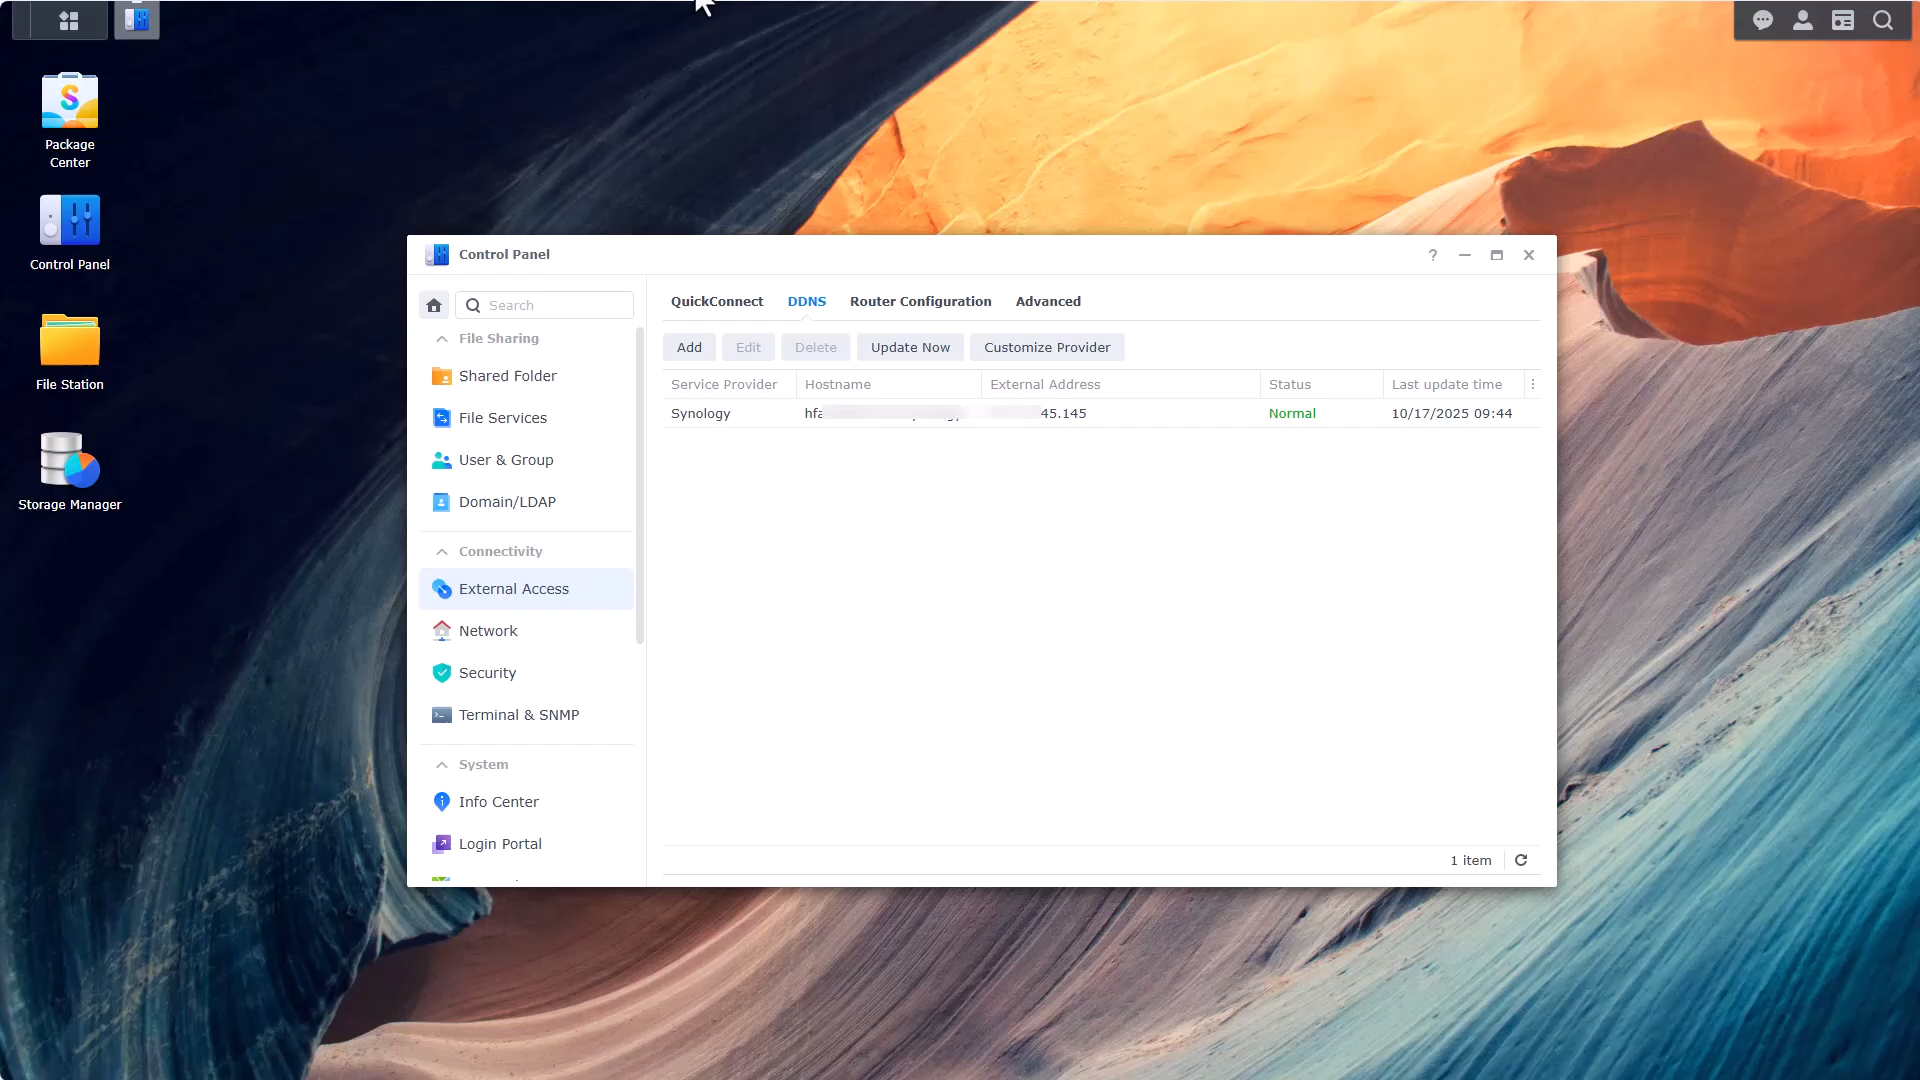 Package
Center
Control Panel
File Station
Storage Manager
Control Panel
Search
File Sharing
Shared Folder
File Services
User & Group
Domain/LDAP
Connectivity
External Access
Network
Security
Terminal & SNMP
System
Info Center
Login Portal
QuickConnect DDNS Router Configuration Advanced
Add Edit Delete Update Now Customize Provider
Service Provider Hostname External Address Status Last update time
Synology hfa 45.145 Normal 10/17/2025 09:44
1 item